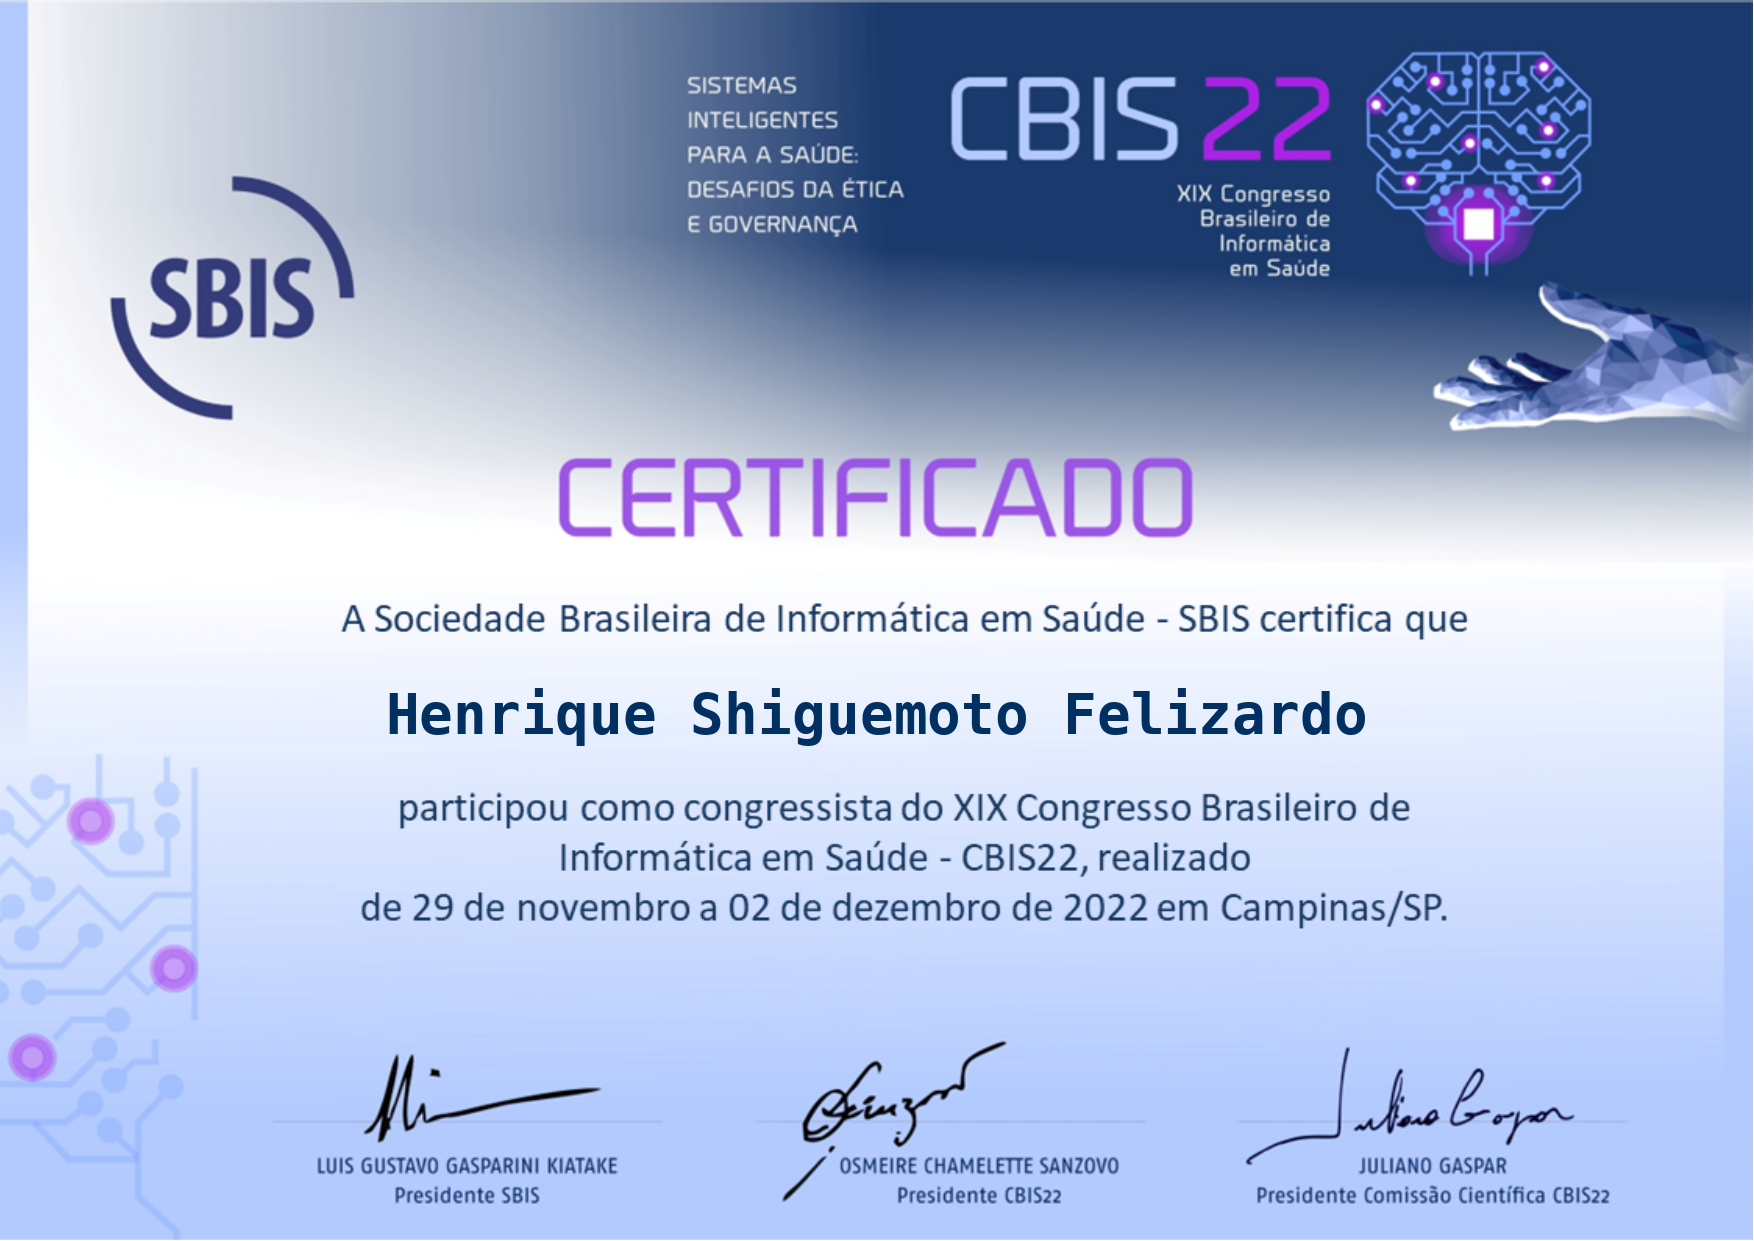 SISTEMAS
INTELIGENTES
PARA A SAÚDE:
DESAFIOS DA ÉTICA
E GOVERNANÇA
CBIS 22
XIX Congresso
Brasileiro de
Informática
em Saúde
SBIS
CERTIFICADO
A Sociedade Brasileira de Informática em Saúde - SBIS certifica que
Henrique Shiguemoto Felizardo
participou como congressista do XIX Congresso Brasileiro de
Informática em Saúde - CBIS22, realizado
de 29 de novembro a 02 de dezembro de 2022 em Campinas/SP.
Juliano Gaspar
LUIS GUSTAVO GASPARINI KIATAKE
Presidente SBIS
OSMEIRE CHAMELETTE SANZOVO
Presidente CBIS22
JULIANO GASPAR
Presidente Comissão Científica CBIS22